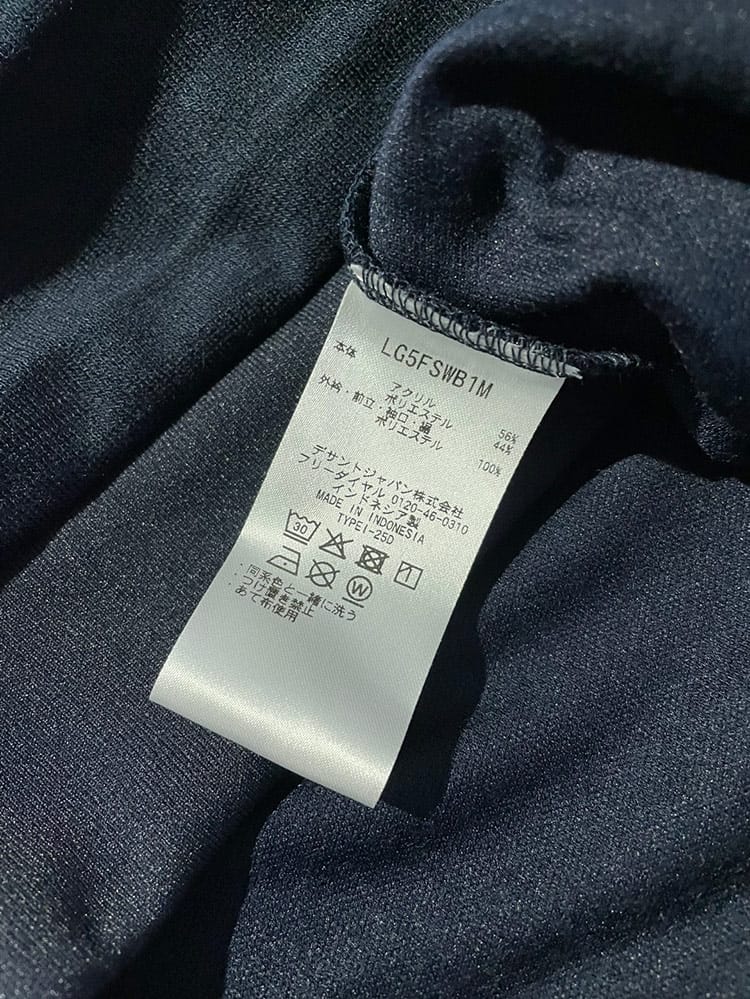 LG5FSWB1M
本体
アクリル 56%
ポリエステル 44%
外衿・前立・袖口・紐
ポリエステル 100%
デサントジャパン株式会社
フリーダイヤル 0120-46-0310
インドネシア製
MADE IN INDONESIA
TYPEI-25D
30
1
W
・同系色と一緒に洗う
・つけ置き禁止
・あて布使用